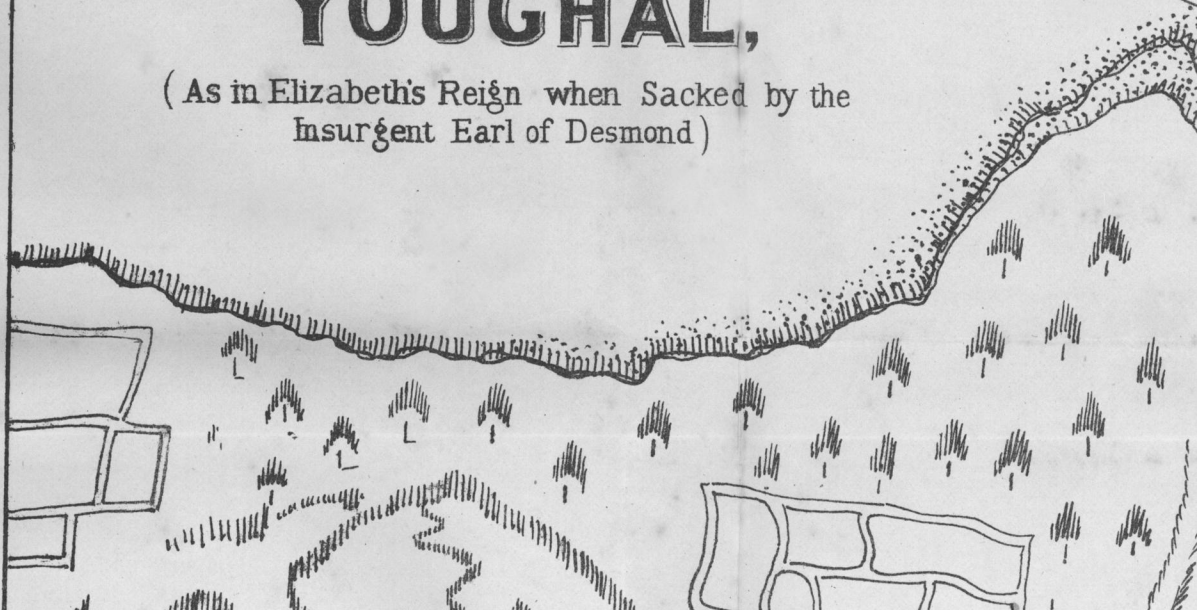 YOUGHAL,
(As in Elizabeth's Reign when Sacked by the
Insurgent Earl of Desmond)